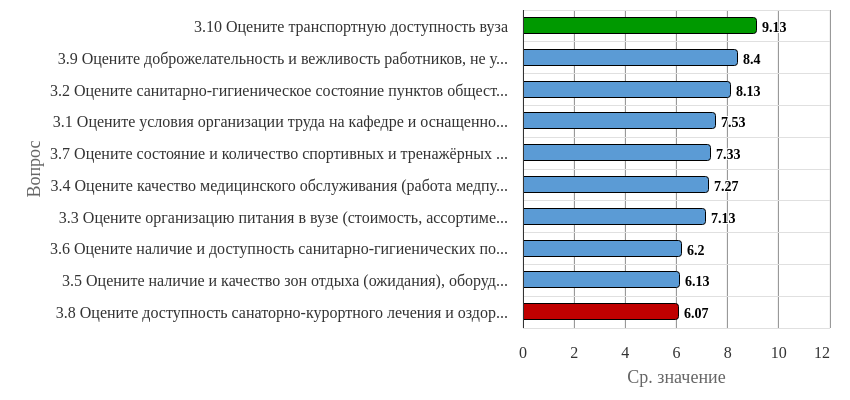 3.10 Оцените транспортную доступность вуза 9.13
3.9 Оцените доброжелательность и вежливость работников, не у... 8.4
3.2 Оцените санитарно-гигиеническое состояние пунктов общест... 8.13
3.1 Оцените условия организации труда на кафедре и оснащенно... 7.53
3.7 Оцените состояние и количество спортивных и тренажёрных ... 7.33
3.4 Оцените качество медицинского обслуживания (работа медпу... 7.27
3.3 Оцените организацию питания в вузе (стоимость, ассортиме... 7.13
3.6 Оцените наличие и доступность санитарно-гигиенических по... 6.2
3.5 Оцените наличие и качество зон отдыха (ожидания), оборуд... 6.13
3.8 Оцените доступность санаторно-курортного лечения и оздор... 6.07
Вопрос
0 2 4 6 8 10 12
Ср. значение